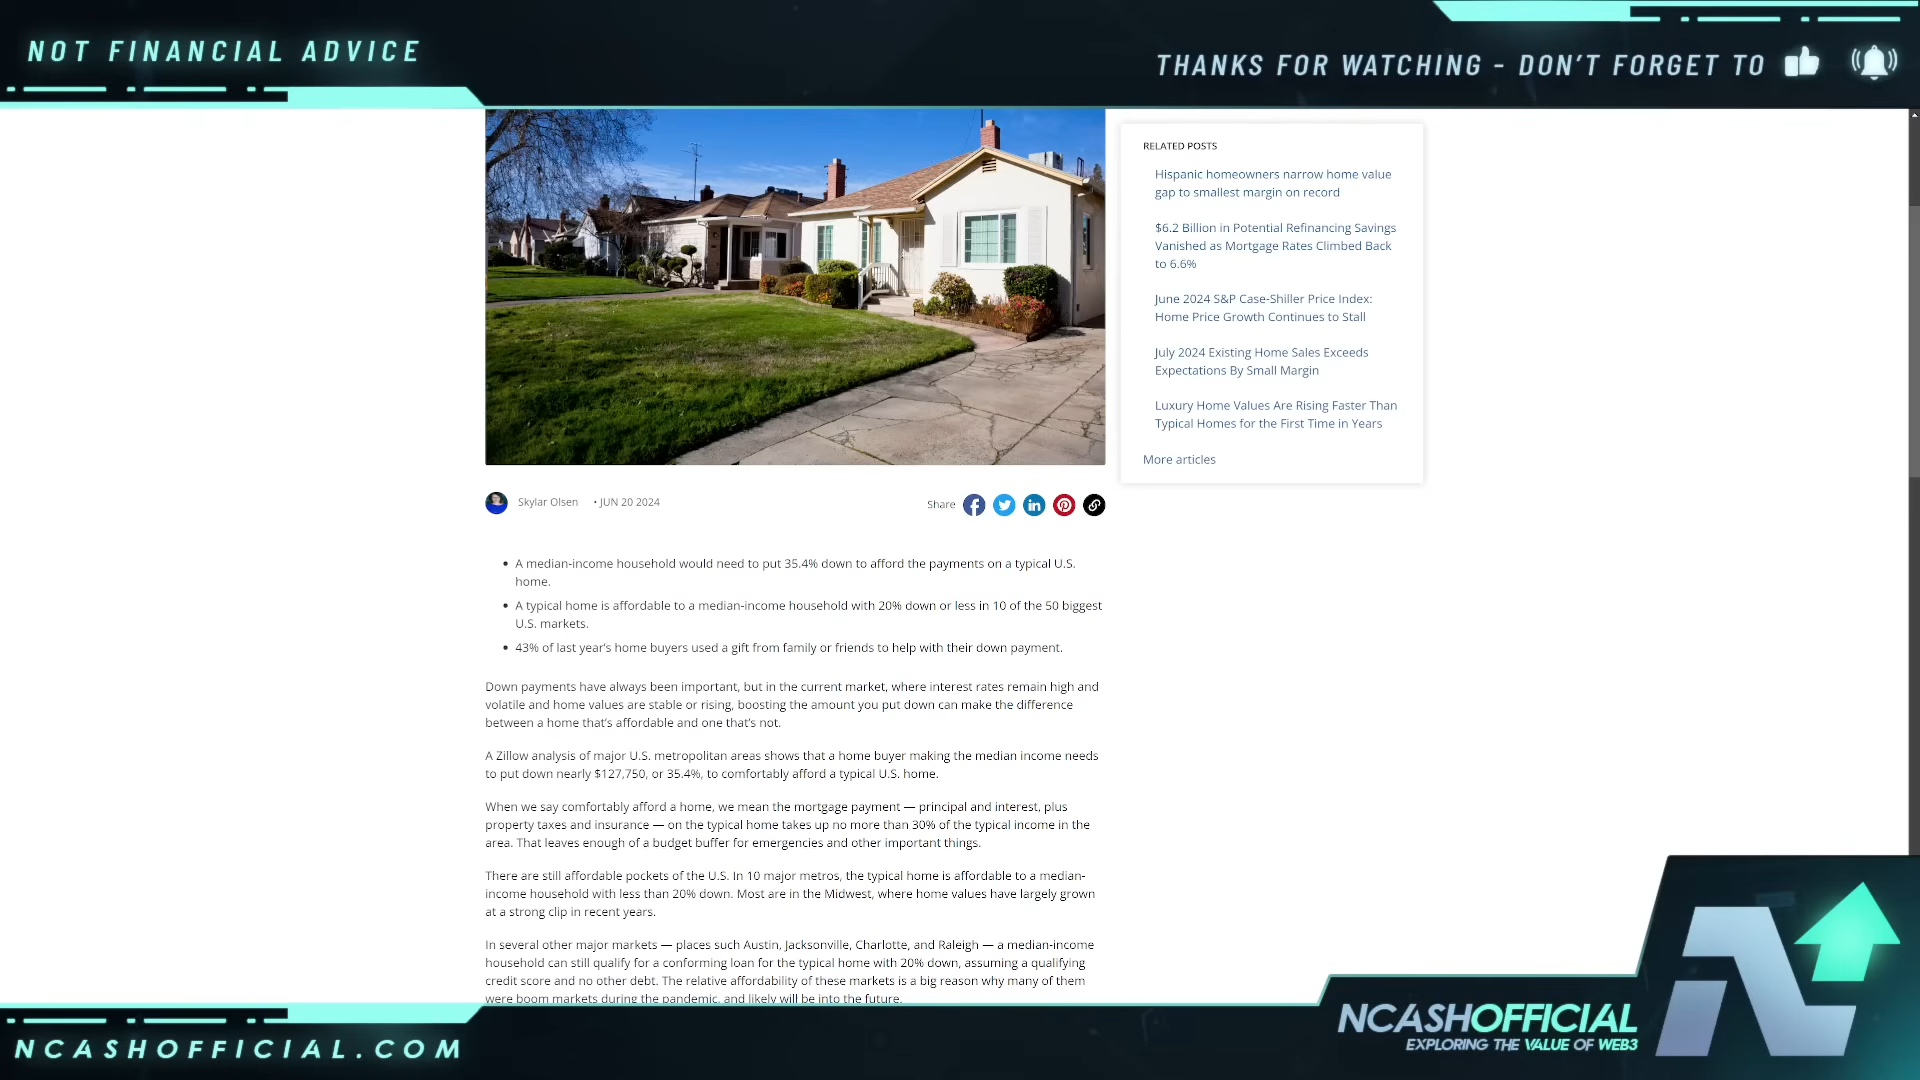 NOT FINANCIAL ADVICE
THANKS FOR WATCHING - DON'T FORGET TO
RELATED POSTS
Hispanic homeowners narrow home value
gap to smallest margin on record
$6.2 Billion in Potential Refinancing Savings
Vanished as Mortgage Rates Climbed Back
to 6.6%
June 2024 S&P Case-Shiller Price Index:
Home Price Growth Continues to Stall
July 2024 Existing Home Sales Exceeds
Expectations By Small Margin
Luxury Home Values Are Rising Faster Than
Typical Homes for the First Time in Years
More articles
Skylar Olsen • JUN 20 2024
Share
• A median-income household would need to put 35.4% down to afford the payments on a typical U.S.
home.
• A typical home is affordable to a median-income household with 20% down or less in 10 of the 50 biggest
U.S. markets.
• 43% of last year's home buyers used a gift from family or friends to help with their down payment.
Down payments have always been important, but in the current market, where interest rates remain high and
volatile and home values are stable or rising, boosting the amount you put down can make the difference
between a home that's affordable and one that's not.
A Zillow analysis of major U.S. metropolitan areas shows that a home buyer making the median income needs
to put down nearly $127,750, or 35.4%, to comfortably afford a typical U.S. home.
When we say comfortably afford a home, we mean the mortgage payment — principal and interest, plus
property taxes and insurance — on the typical home takes up no more than 30% of the typical income in the
area. That leaves enough of a budget buffer for emergencies and other important things.
There are still affordable pockets of the U.S. In 10 major metros, the typical home is affordable to a median-
income household with less than 20% down. Most are in the Midwest, where home values have largely grown
at a strong clip in recent years.
In several other major markets — places such Austin, Jacksonville, Charlotte, and Raleigh — a median-income
household can still qualify for a conforming loan for the typical home with 20% down, assuming a qualifying
credit score and no other debt. The relative affordability of these markets is a big reason why many of them
were boom markets during the pandemic, and likely will be into the future.
NCASHOFFICIAL.COM
NCASHOFFICIAL
EXPLORING THE VALUE OF WEB3